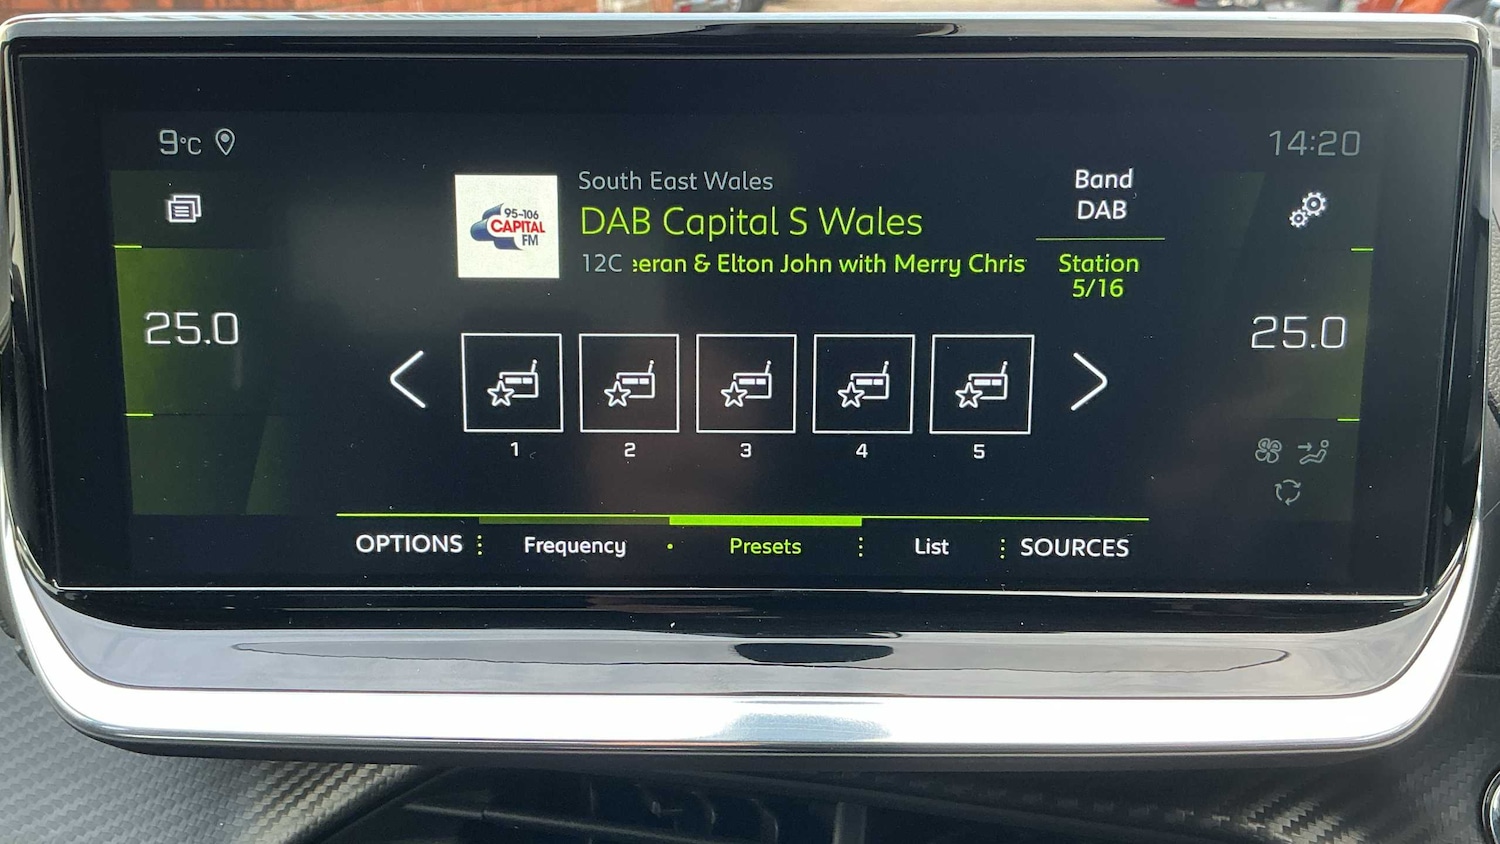 9°C
14:20
South East Wales
Band
DAB
95-106
CAPITAL
FM
DAB Capital S Wales
12C eeran & Elton John with Merry Chris
Station
5/16
25.0
25.0
1 2 3 4 5
OPTIONS Frequency Presets List SOURCES